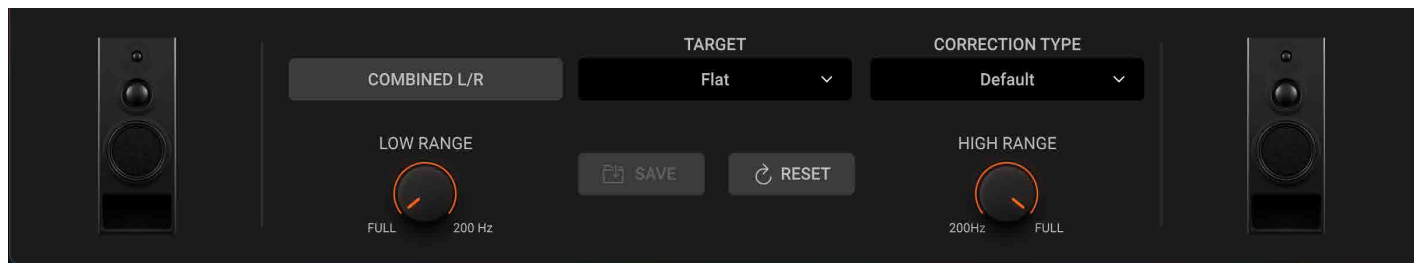 TARGET
CORRECTION TYPE
COMBINED L/R
Flat
Default
LOW RANGE
HIGH RANGE
SAVE
RESET
FULL
200 Hz
200Hz
FULL